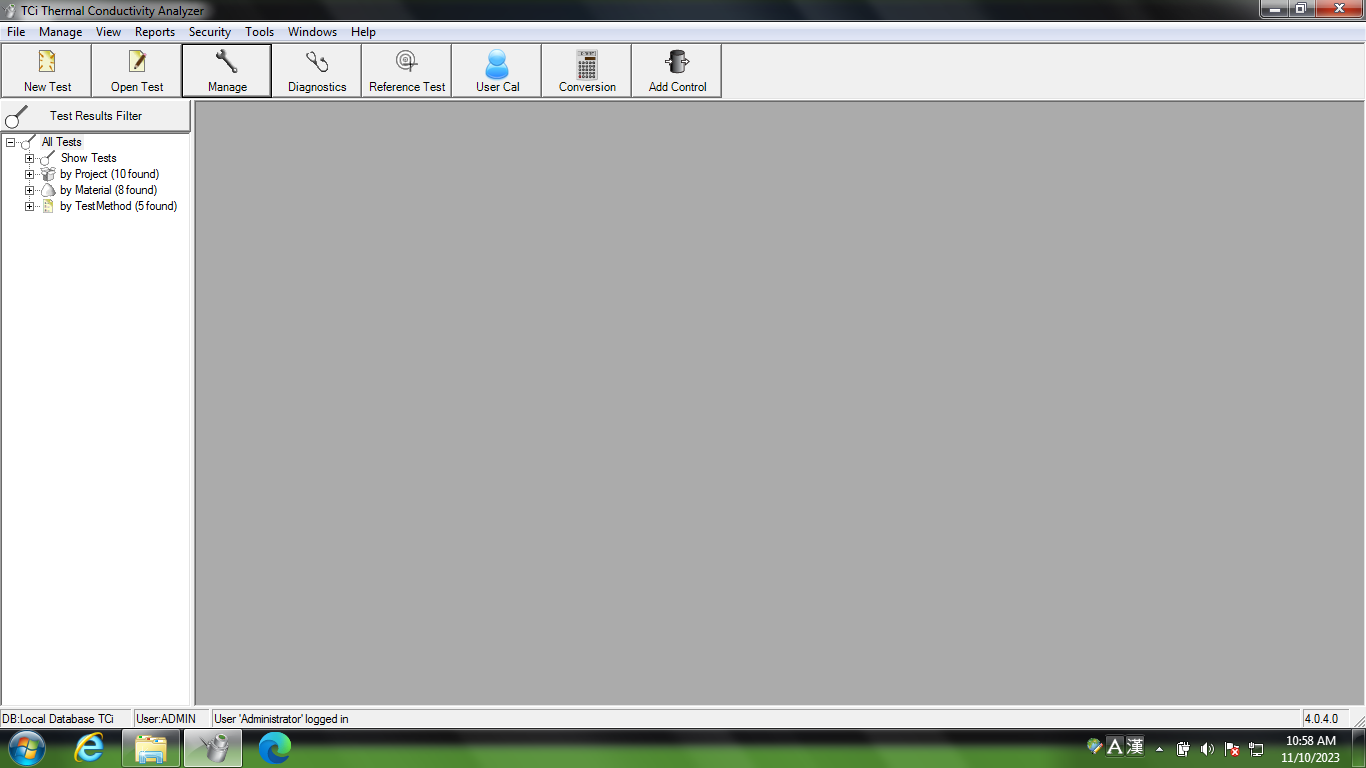 TCi Thermal Conductivity Analyzer
File Manage View Reports Security Tools Windows Help
New Test Open Test Manage Diagnostics Reference Test User Cal Conversion Add Control
Test Results Filter
All Tests
Show Tests
by Project (10 found)
by Material (8 found)
by TestMethod (5 found)
DB:Local Database TCi User:ADMIN User 'Administrator' logged in 4.0.4.0
A 漢 10:58 AM
11/10/2023